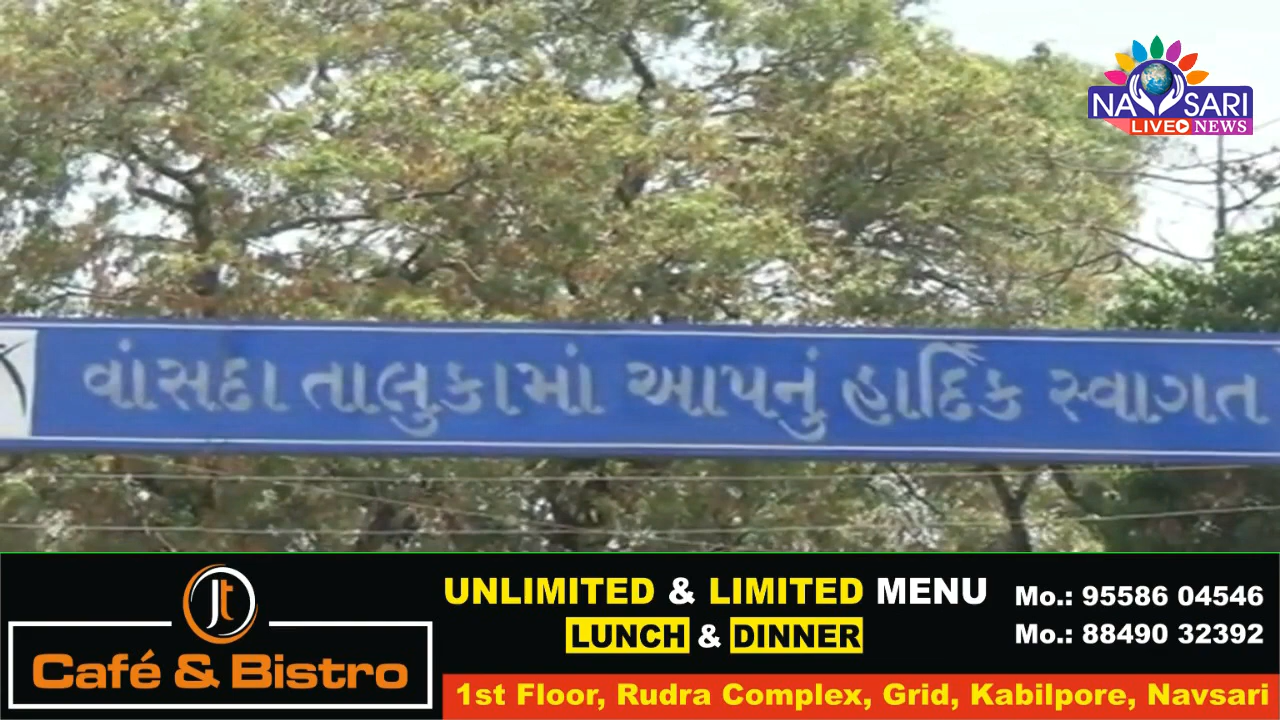 NAVSARI
LIVE NEWS
વાંસદા તાલુકામાં આપનું હાર્દિક સ્વાગત
Jt
Café & Bistro
UNLIMITED & LIMITED MENU
LUNCH & DINNER
Mo.: 95586 04546
Mo.: 88490 32392
1st Floor, Rudra Complex, Grid, Kabilpore, Navsari